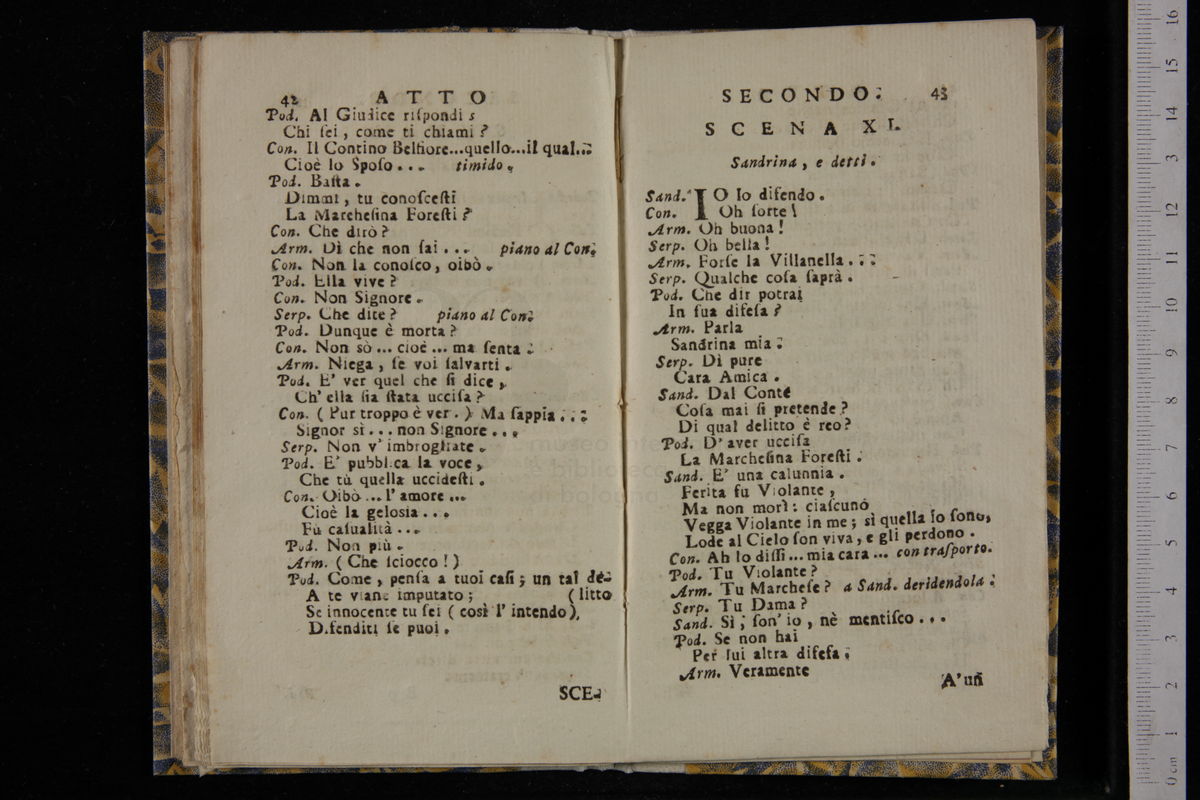 42 ATTO
Pod. Al Giudice riſpondi
Chi ſei, come ti chiami?
Con. Il Contino Belfiore...quello...il qual...
Cioè lo Spoſo... timido.
Pod. Baſta.
Dimmi, tu conoſceſti
La Marcheſina Foreſti?
Con. Che dirò?
Arm. Dì che non ſai... piano al Con.
Con. Non la conoſco, oibò.
Pod. Ella vive?
Con. Non Signore.
Serp. Che dite? piano al Con.
Pod. Dunque è morta?
Con. Non sò... cioè... ma ſenta.
Arm. Niega, ſe voi ſalvarti.
Pod. E' ver quel che ſi dice,
Ch' ella ſia ſtata ucciſa?
Con. (Pur troppo è ver.) Ma ſappia...
Signor sì... non Signore...
Serp. Non v' imbrogliate.
Pod. E' pubblica la voce,
Che tù quella uccideſti.
Con. Oibò... l' amore...
Cioè la geloſia...
Fù caſualità...
Pod. Non più.
Arm. (Che ſciocco!)
Pod. Come, penſa a tuoi caſi; un tal de-
A te viene imputato; (litto
Se innocente tu ſei (così l' intendo),
Difenditi ſe puoi.
SCE-
SECONDO. 43
SCENA XI.
Sandrina, e detti.
Sand. IO lo difendo.
Con. Oh ſorte!
Arm. Oh buona!
Serp. Oh bella!
Arm. Forſe la Villanella...
Serp. Qualche coſa ſaprà.
Pod. Che dir potrai
In ſua difeſa?
Arm. Parla
Sandrina mia.
Serp. Dì pure
Cara Amica.
Sand. Dal Conte
Coſa mai ſi pretende?
Di qual delitto è reo?
Pod. D' aver ucciſa
La Marcheſina Foreſti.
Sand. E' una calunnia.
Ferita fu Violante,
Ma non morì: ciaſcuno
Vegga Violante in me; sì quella io ſono,
Lode al Cielo ſon viva, e gli perdono.
Con. Ah lo diſſi... mia cara... con traſporto.
Pod. Tu Violante?
Arm. Tu Marcheſe? a Sand. deridendola.
Serp. Tu Dama?
Sand. Sì; ſon' io, nè mentiſco...
Pod. Se non hai
Per lui altra difeſa.
Arm. Veramente
A' un